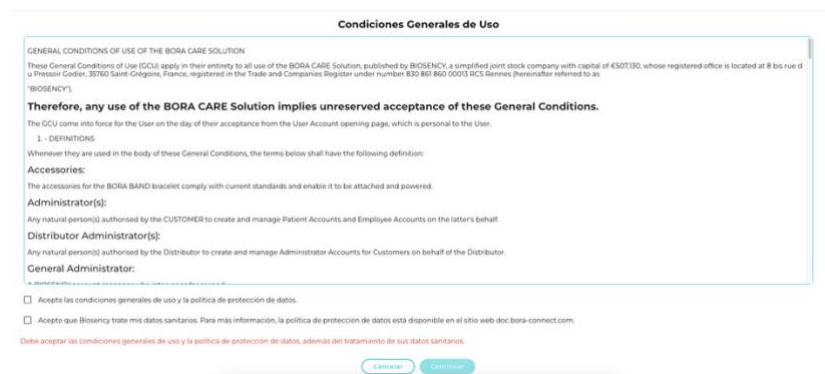 Condiciones Generales de Uso
GENERAL CONDITIONS OF USE OF THE BORA CARE SOLUTION
These General Conditions of Use (GCU) apply in their entirety to all use of the BORA CARE Solution, published by BIOSENCY, a simplified joint stock company with capital of €507,130, whose registered office is located at 8 bis rue d
u Pressoir Godier, 35760 Saint-Grégoire, France, registered in the Trade and Companies Register under number 830 861 860 00013 RCS Rennes (hereinafter referred to as
"BIOSENCY").
Therefore, any use of the BORA CARE Solution implies unreserved acceptance of these General Conditions.
The GCU come into force for the User on the day of their acceptance from the User Account opening page, which is personal to the User.
1. - DEFINITIONS
Whenever they are used in the body of these General Conditions, the terms below shall have the following definition:
Accessories:
The accessories for the BORA BAND bracelet comply with current standards and enable it to be attached and powered.
Administrator(s):
Any natural person(s) authorised by the CUSTOMER to create and manage Patient Accounts and Employee Accounts on the latter's behalf.
Distributor Administrator(s):
Any natural person(s) authorised by the Distributor to create and manage Administrator Accounts for Customers on behalf of the Distributor.
General Administrator:
Acepto las condiciones generales de uso y la política de protección de datos.
Acepto que Biosency trate mis datos sanitarios. Para más información, la política de protección de datos está disponible en el sitio web doc.bora-connect.com.
Debe aceptar las condiciones generales de uso y la política de protección de datos, además del tratamiento de sus datos sanitarios.
Cancelar Continuar